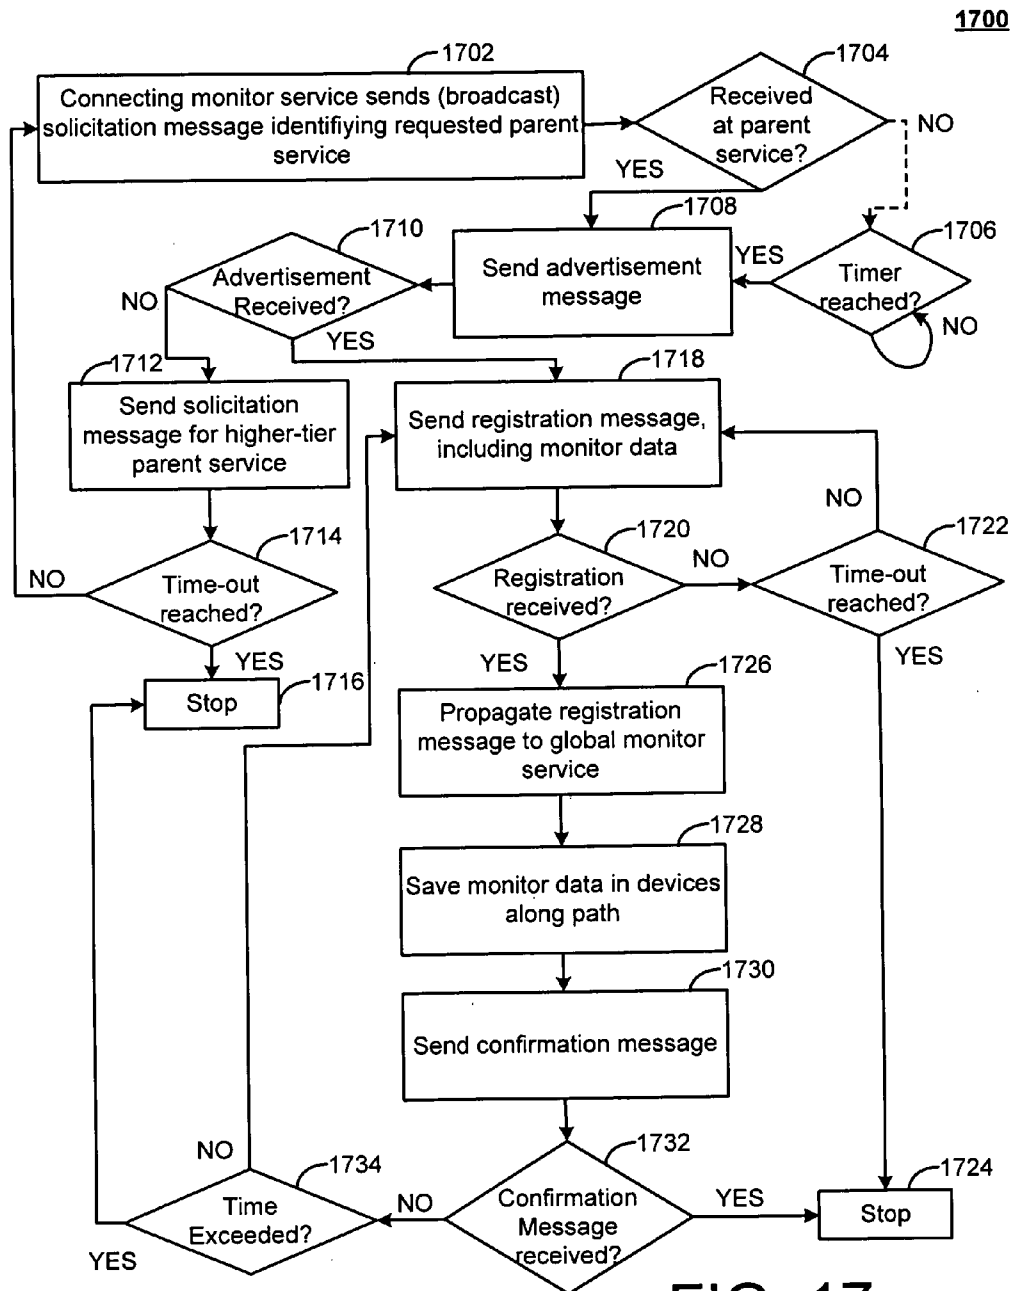 1700
1702
Connecting monitor service sends (broadcast)
solicitation message identifiying requested parent
service
1704
Received
at parent
service?
NO
YES
1706
Timer
reached?
YES
NO
1708
Send advertisement
message
1710
Advertisement
Received?
NO
YES
1712
Send solicitation
message for higher-tier
parent service
1714
Time-out
reached?
NO
YES
1716
Stop
1718
Send registration message,
including monitor data
1720
Registration
received?
NO
YES
1722
Time-out
reached?
NO
YES
1726
Propagate registration
message to global monitor
service
1728
Save monitor data in devices
along path
1730
Send confirmation message
1732
Confirmation
Message
received?
NO
YES
1734
Time
Exceeded?
NO
YES
1724
Stop
FIG. 17